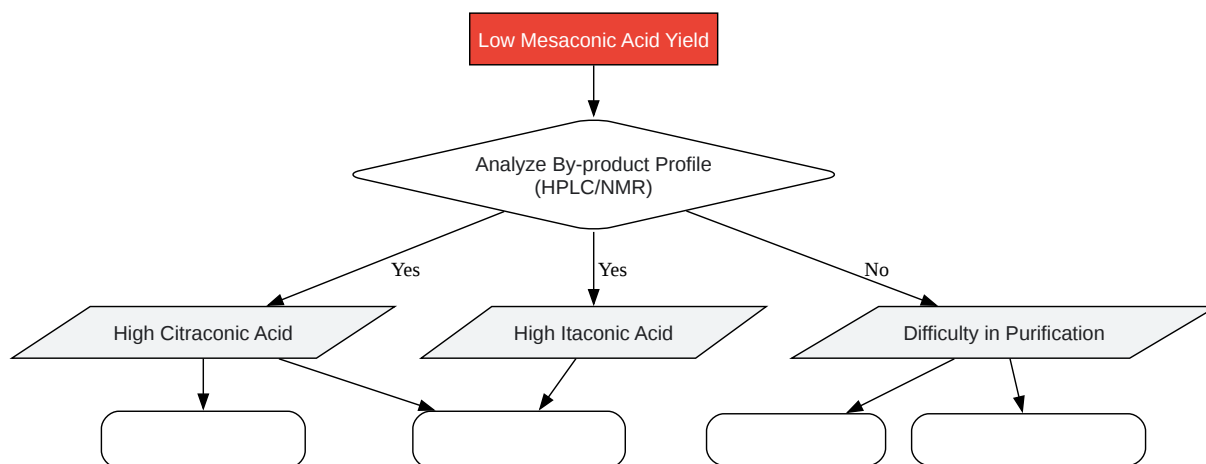 Low Mesaconic Acid Yield
Analyze By-product Profile
(HPLC/NMR)
Yes
Yes
No
High Citraconic Acid
High Itaconic Acid
Difficulty in Purification